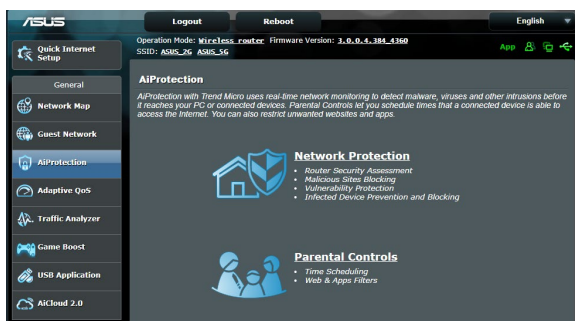 ASUS
Logout
Reboot
English
Quick Internet
Setup
Operation Mode: Wireless router Firmware Version: 3.0.0.4.384_4360
SSID: ASUS_2G ASUS_5G
App
General
Network Map
Guest Network
AiProtection
Adaptive QoS
Traffic Analyzer
Game Boost
USB Application
AiCloud 2.0
AiProtection
AiProtection with Trend Micro uses real-time network monitoring to detect malware, viruses and other intrusions before
it reaches your PC or connected devices. Parental Controls let you schedule times that a connected device is able to
access the Internet. You can also restrict unwanted websites and apps.
Network Protection
• Router Security Assessment
• Malicious Sites Blocking
• Vulnerability Protection
• Infected Device Prevention and Blocking
Parental Controls
• Time Scheduling
• Web & Apps Filters